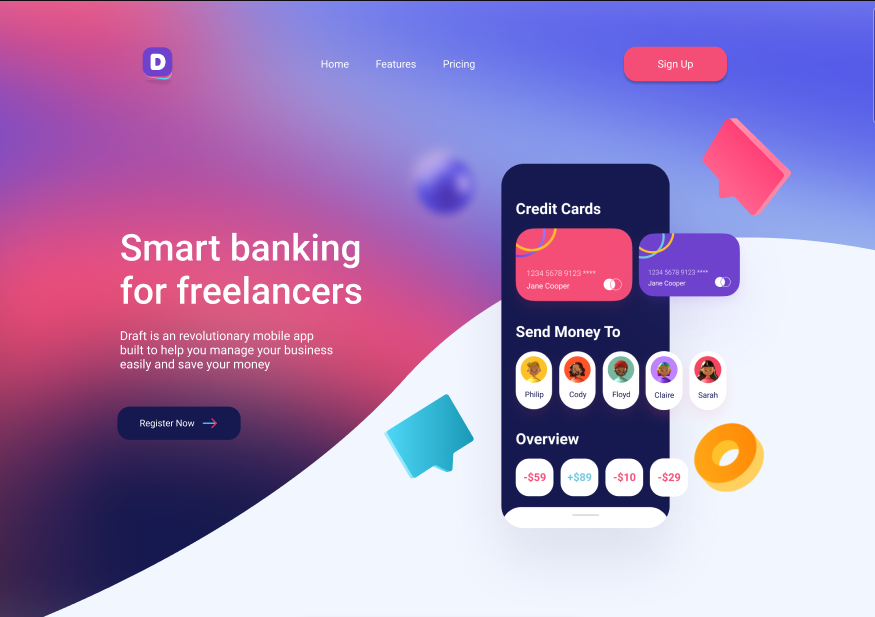 D
Home Features Pricing
Sign Up
Smart banking
for freelancers
Draft is an revolutionary mobile app
built to help you manage your business
easily and save your money
Register Now
Credit Cards
1234 5678 9123 ****
Jane Cooper
1234 5678 9123 ****
Jane Cooper
Send Money To
Philip Cody Floyd Claire Sarah
Overview
-$59 +$89 -$10 -$29